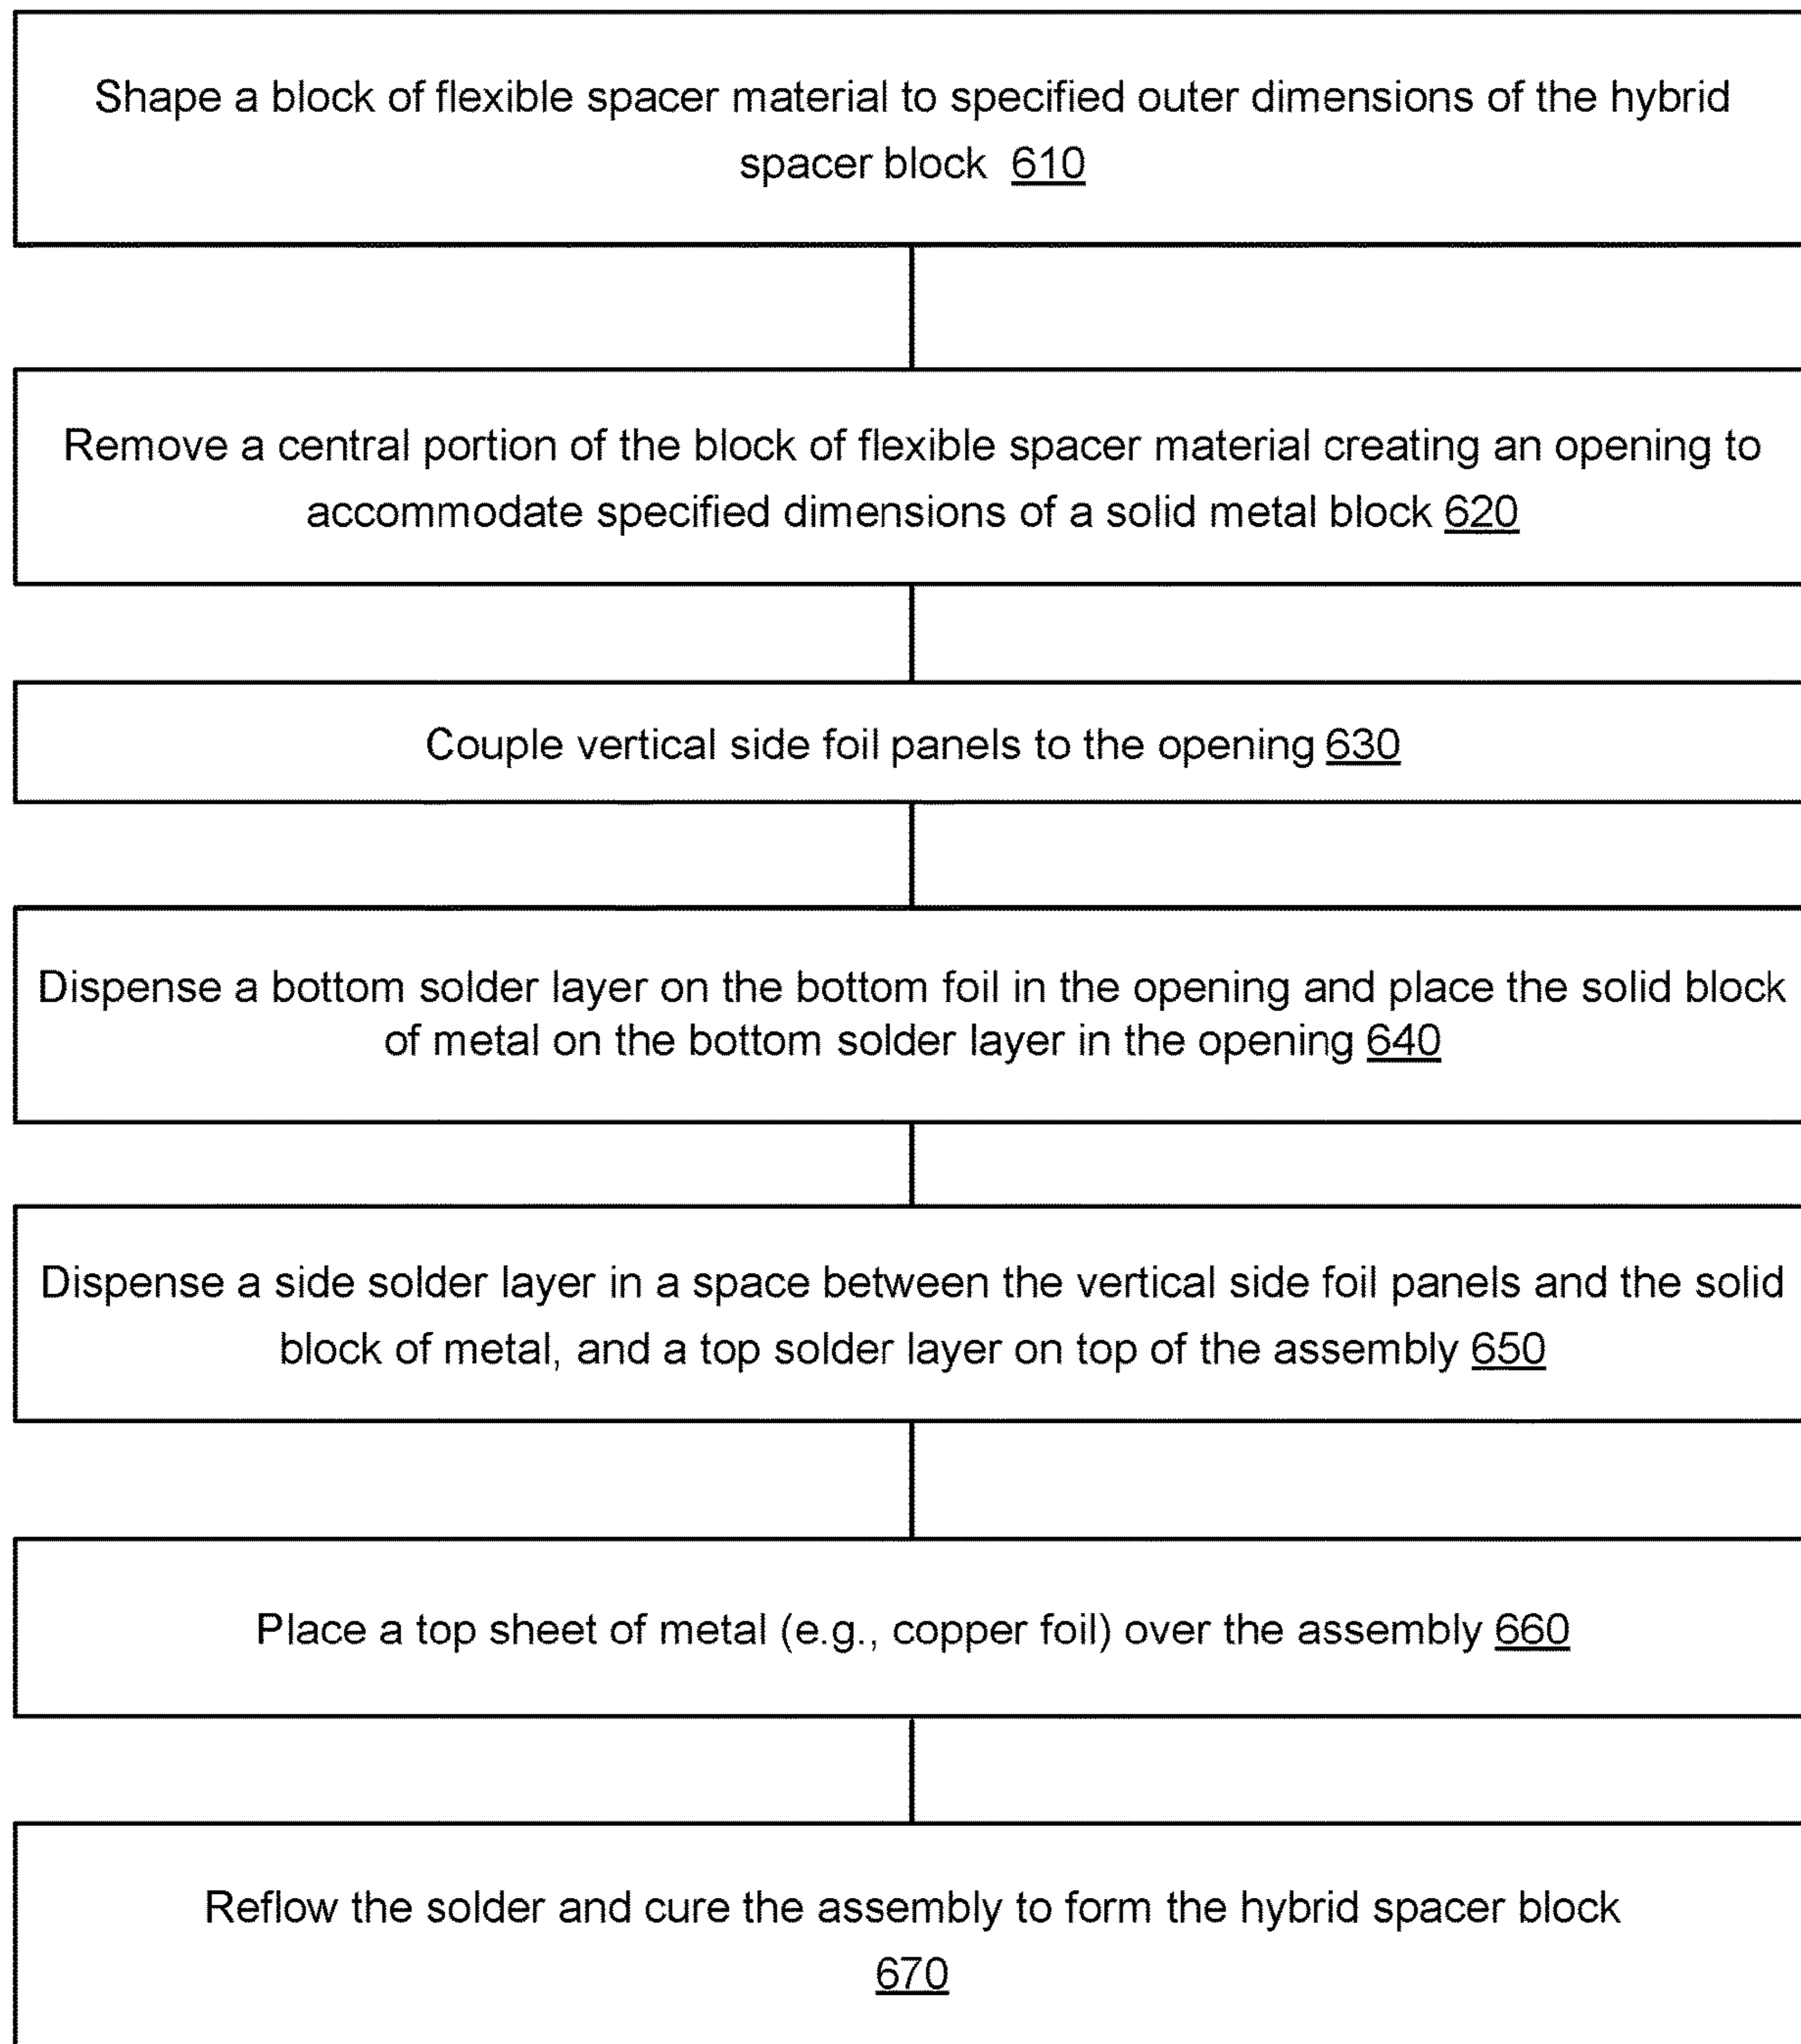 Shape a block of flexible spacer material to specified outer dimensions of the hybrid
spacer block 610
Remove a central portion of the block of flexible spacer material creating an opening to
accommodate specified dimensions of a solid metal block 620
Couple vertical side foil panels to the opening 630
Dispense a bottom solder layer on the bottom foil in the opening and place the solid block
of metal on the bottom solder layer in the opening 640
Dispense a side solder layer in a space between the vertical side foil panels and the solid
block of metal, and a top solder layer on top of the assembly 650
Place a top sheet of metal (e.g., copper foil) over the assembly 660
Reflow the solder and cure the assembly to form the hybrid spacer block
670